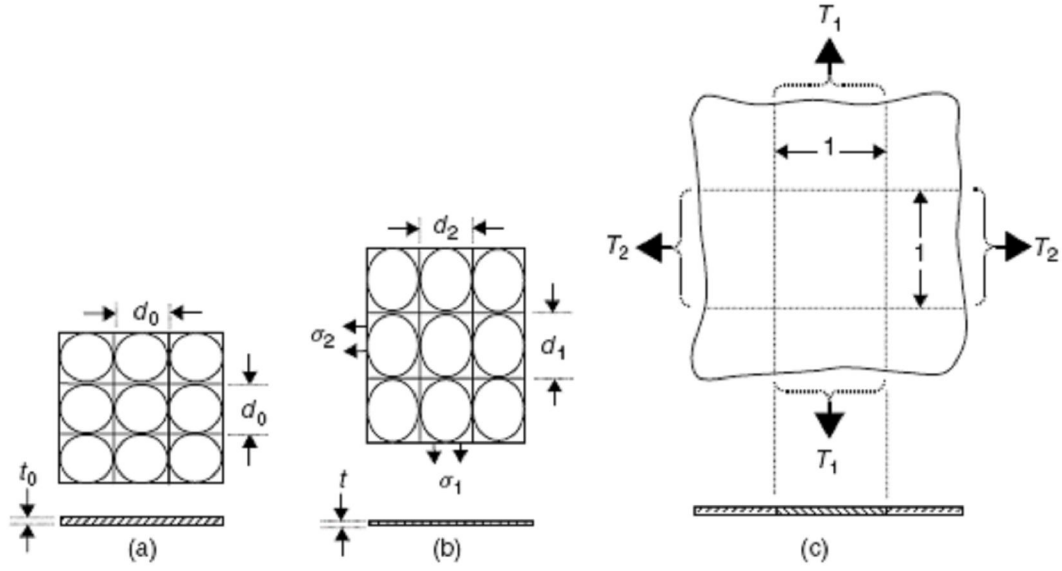 d₀
d₀
t₀
(a)
d₂
σ₂
d₁
σ₁
t
(b)
T₁
1
T₂
1
T₂
T₁
(c)